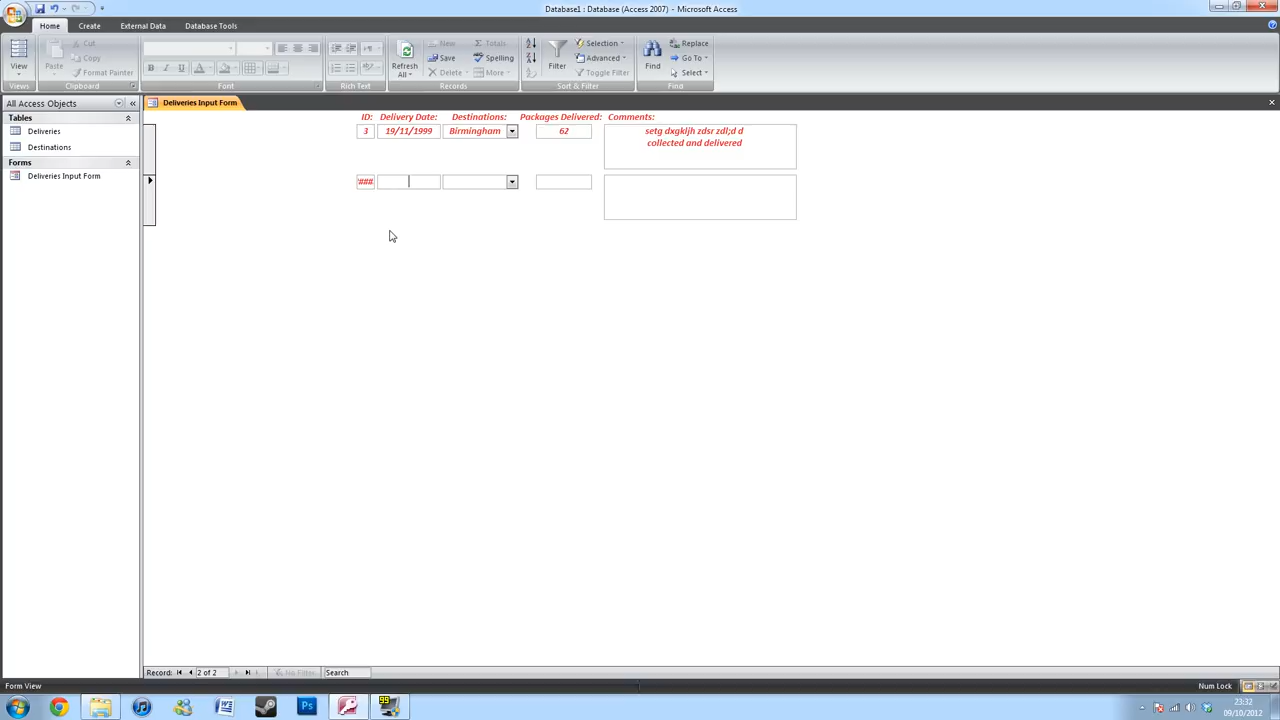 Database1 : Database (Access 2007) - Microsoft Access
Home Create External Data Database Tools
View
Views
Paste
Cut
Copy
Format Painter
Clipboard
B I U A
Font
Rich Text
Refresh All
New
Save
Delete
Totals
Spelling
More
Records
Filter
Selection
Advanced
Toggle Filter
Sort & Filter
Find
Replace
Go To
Select
Find
All Access Objects
Tables
Deliveries
Destinations
Forms
Deliveries Input Form
Deliveries Input Form
ID: Delivery Date: Destinations: Packages Delivered: Comments:
3 19/11/1999 Birmingham 62 setg dxgkljh zdsr zdl;d d
collected and delivered
###
Record: 2 of 2 No Filter Search
Form View Num Lock
99
23:32
09/10/2012